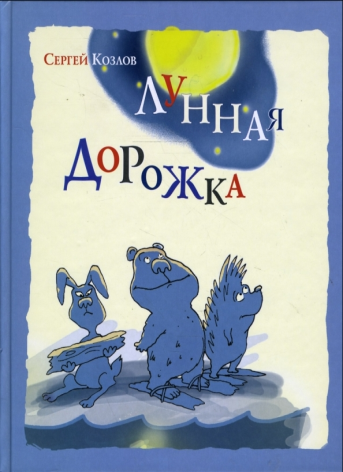 Сергей Козлов
Лунная
дорожка